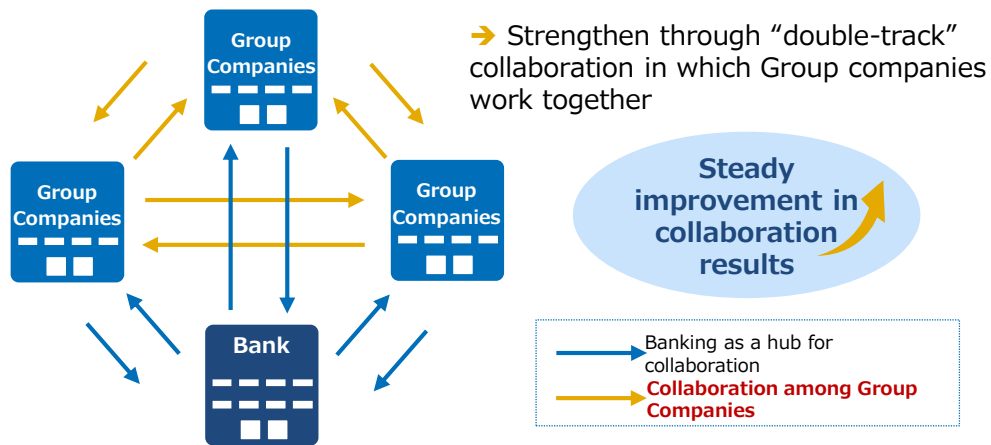 Group
Companies
➔ Strengthen through “double-track”
collaboration in which Group companies
work together
Group
Companies
Group
Companies
Steady
improvement in
collaboration
results
Bank
Banking as a hub for
collaboration
Collaboration among Group
Companies